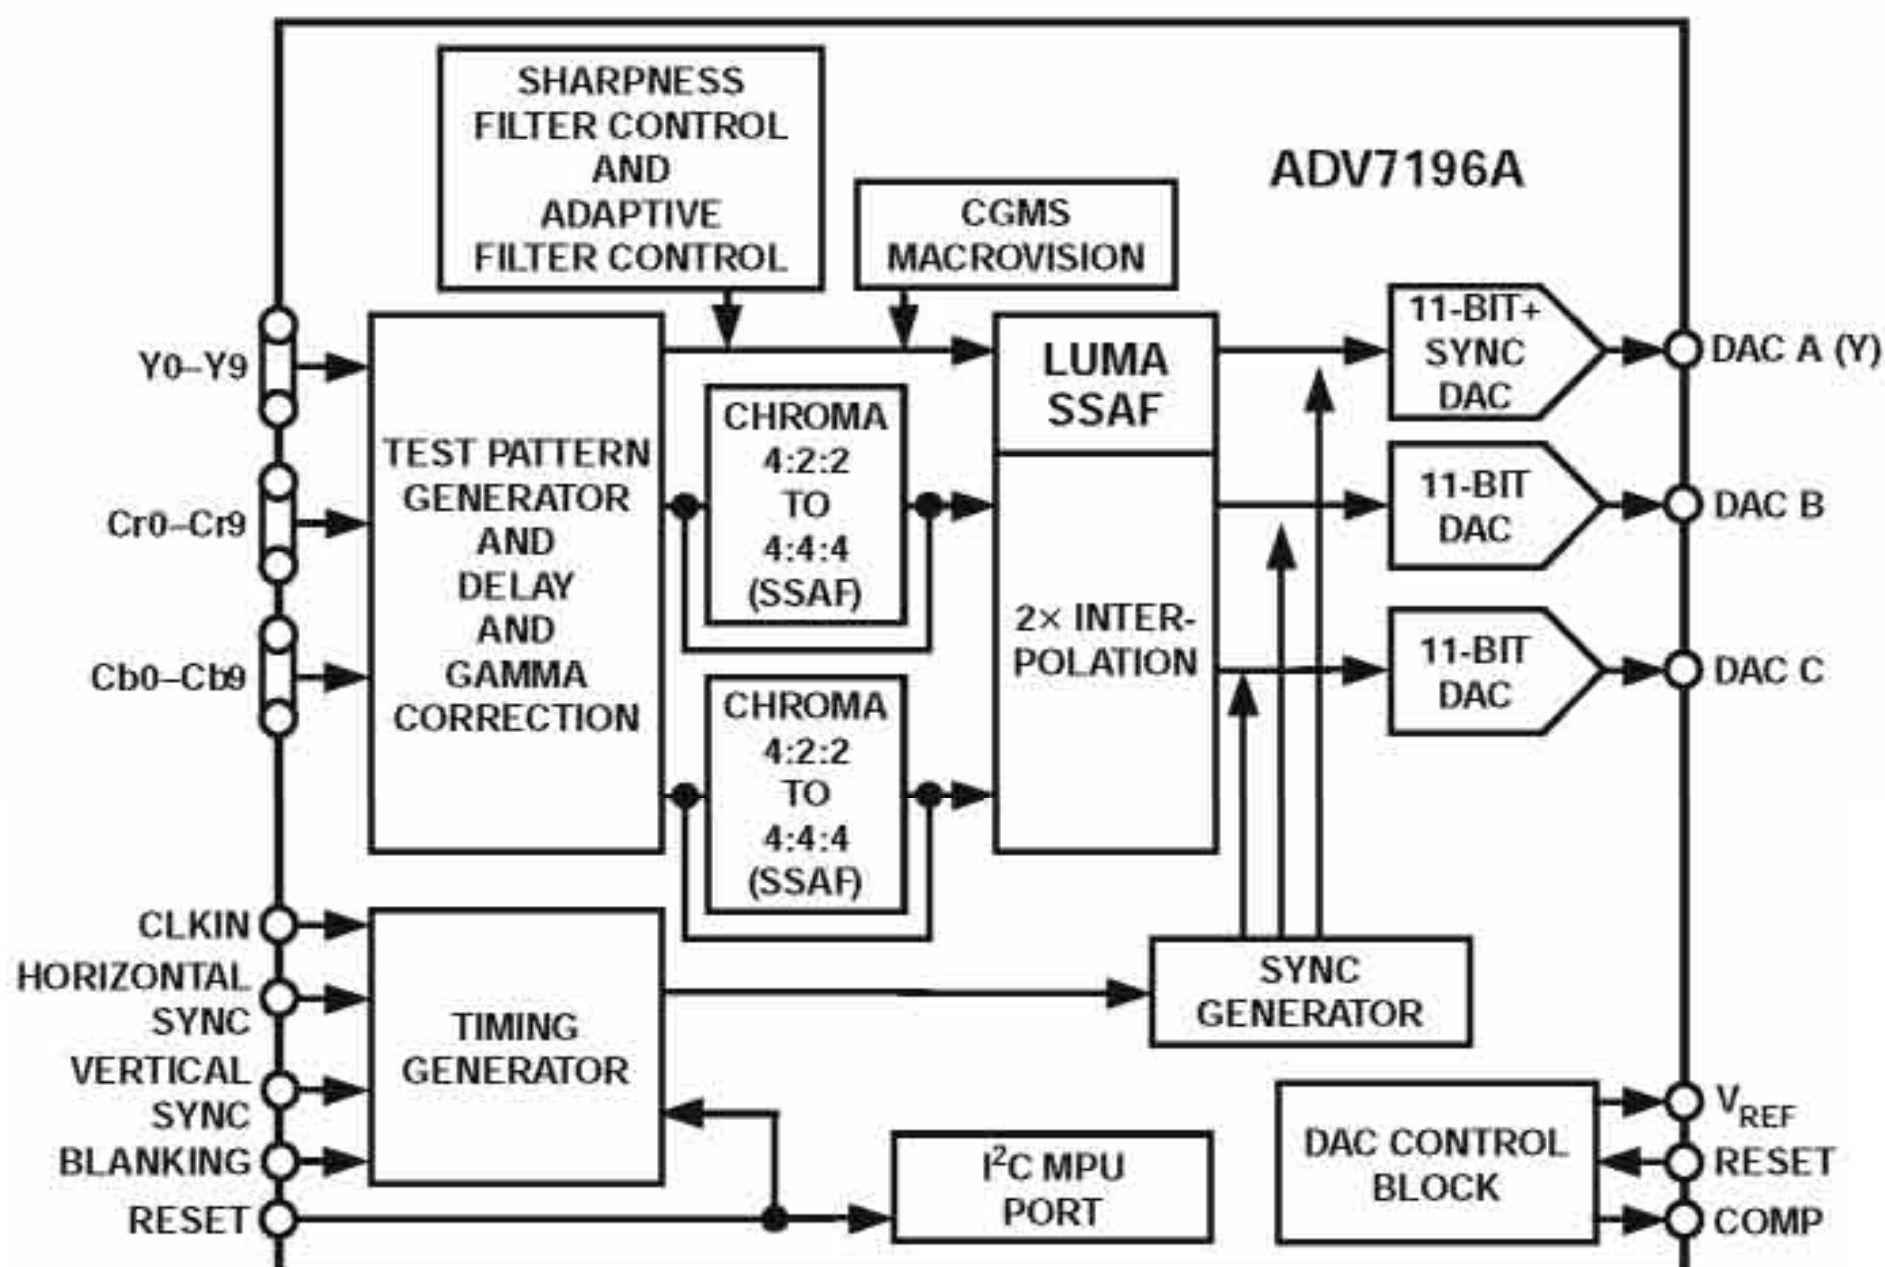 SHARPNESS
FILTER CONTROL
AND
ADAPTIVE
FILTER CONTROL
CGMS
MACROVISION
ADV7196A
Y0–Y9
Cr0–Cr9
Cb0–Cb9
TEST PATTERN
GENERATOR
AND
DELAY
AND
GAMMA
CORRECTION
CHROMA
4:2:2
TO
4:4:4
(SSAF)
CHROMA
4:2:2
TO
4:4:4
(SSAF)
LUMA
SSAF
2× INTER-
POLATION
11-BIT+
SYNC
DAC
DAC A (Y)
11-BIT
DAC
DAC B
11-BIT
DAC
DAC C
CLKIN
HORIZONTAL
SYNC
VERTICAL
SYNC
BLANKING
RESET
TIMING
GENERATOR
SYNC
GENERATOR
I²C MPU
PORT
DAC CONTROL
BLOCK
VREF
RESET
COMP